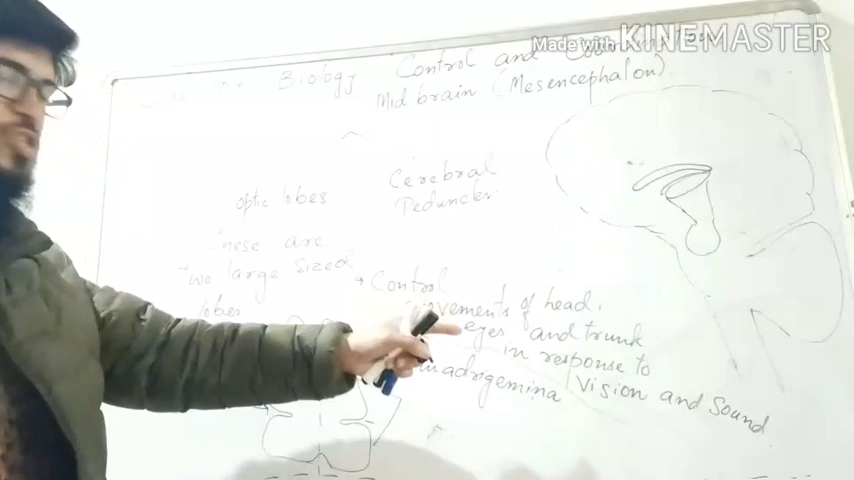 Made with KINEMASTER
Biology
Control and
Mid brain (Mesencephalon)
optic lobes
Cerebral
Peduncles
These are
two large sized
lobes
→ Control
movements of head,
eyes and trunk
in response to
Vision and Sound